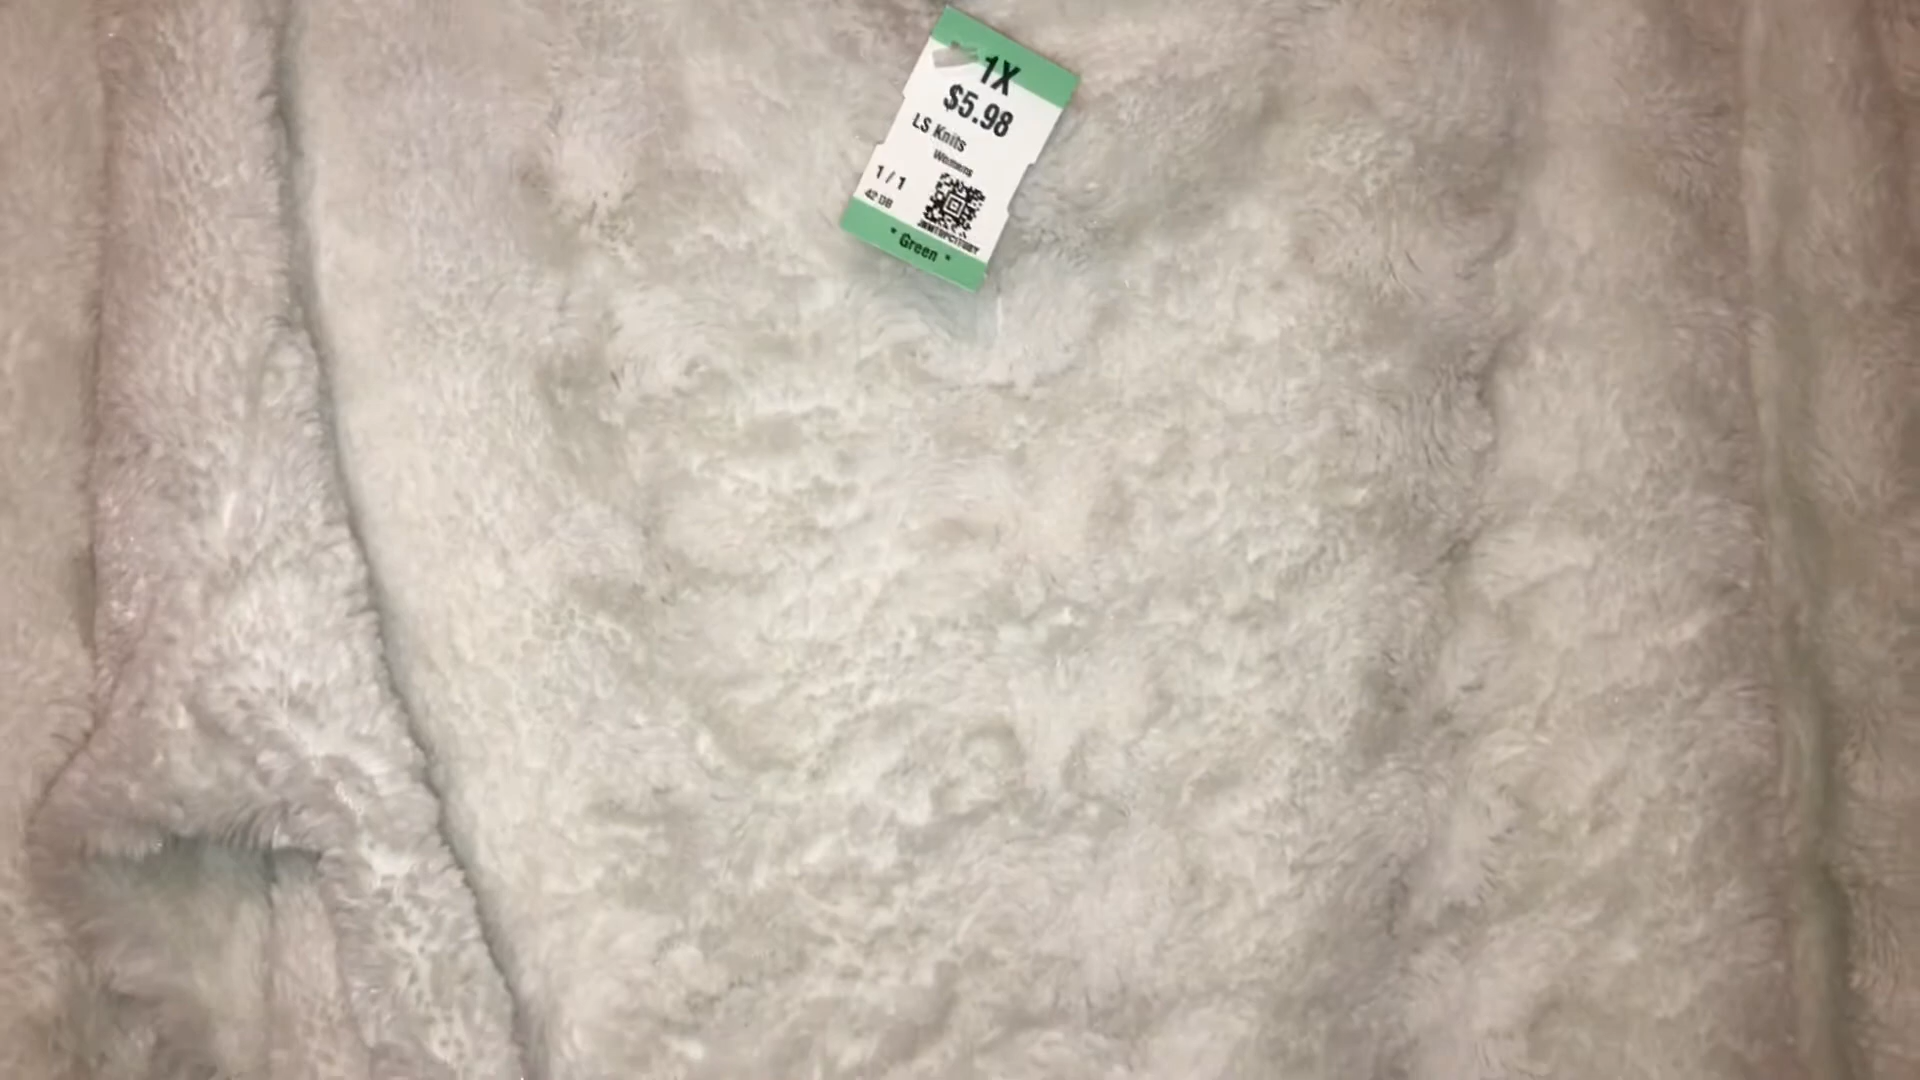 1X
$5.98
LS Knits
Womens
1 / 1
42 DB
* Green *